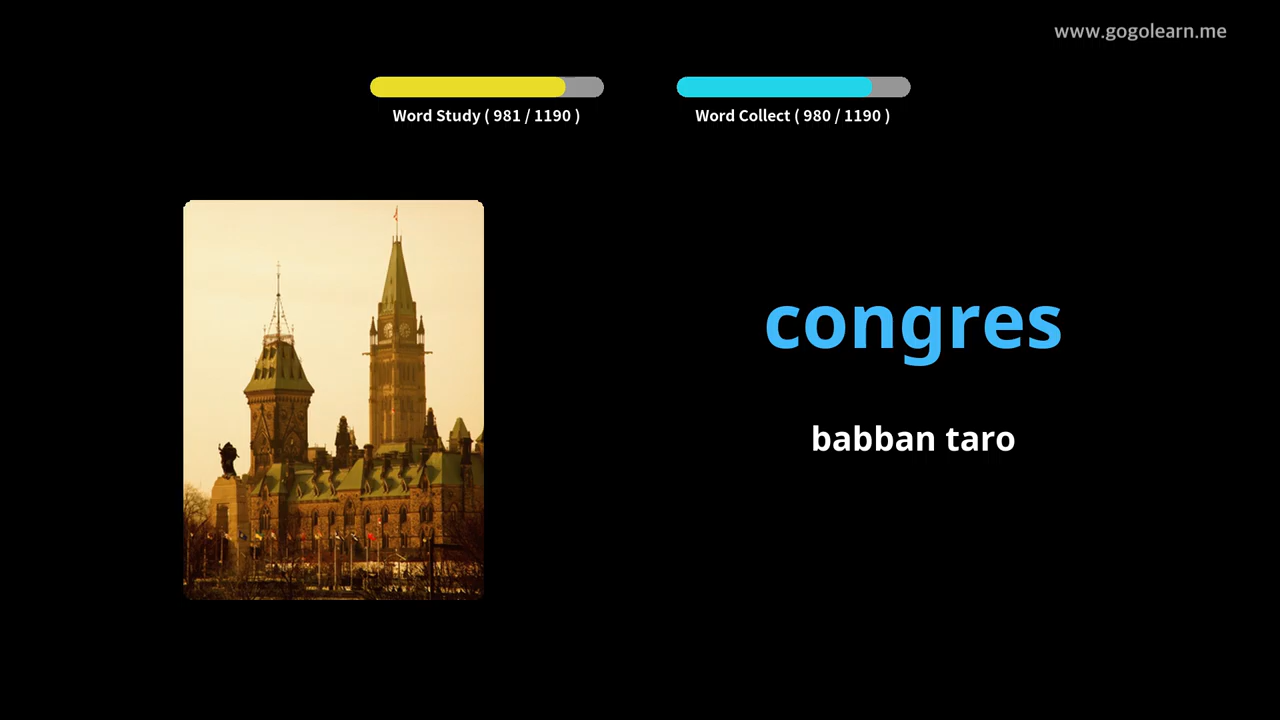 www.gogolearn.me
Word Study ( 981 / 1190 )
Word Collect ( 980 / 1190 )
congres
babban taro